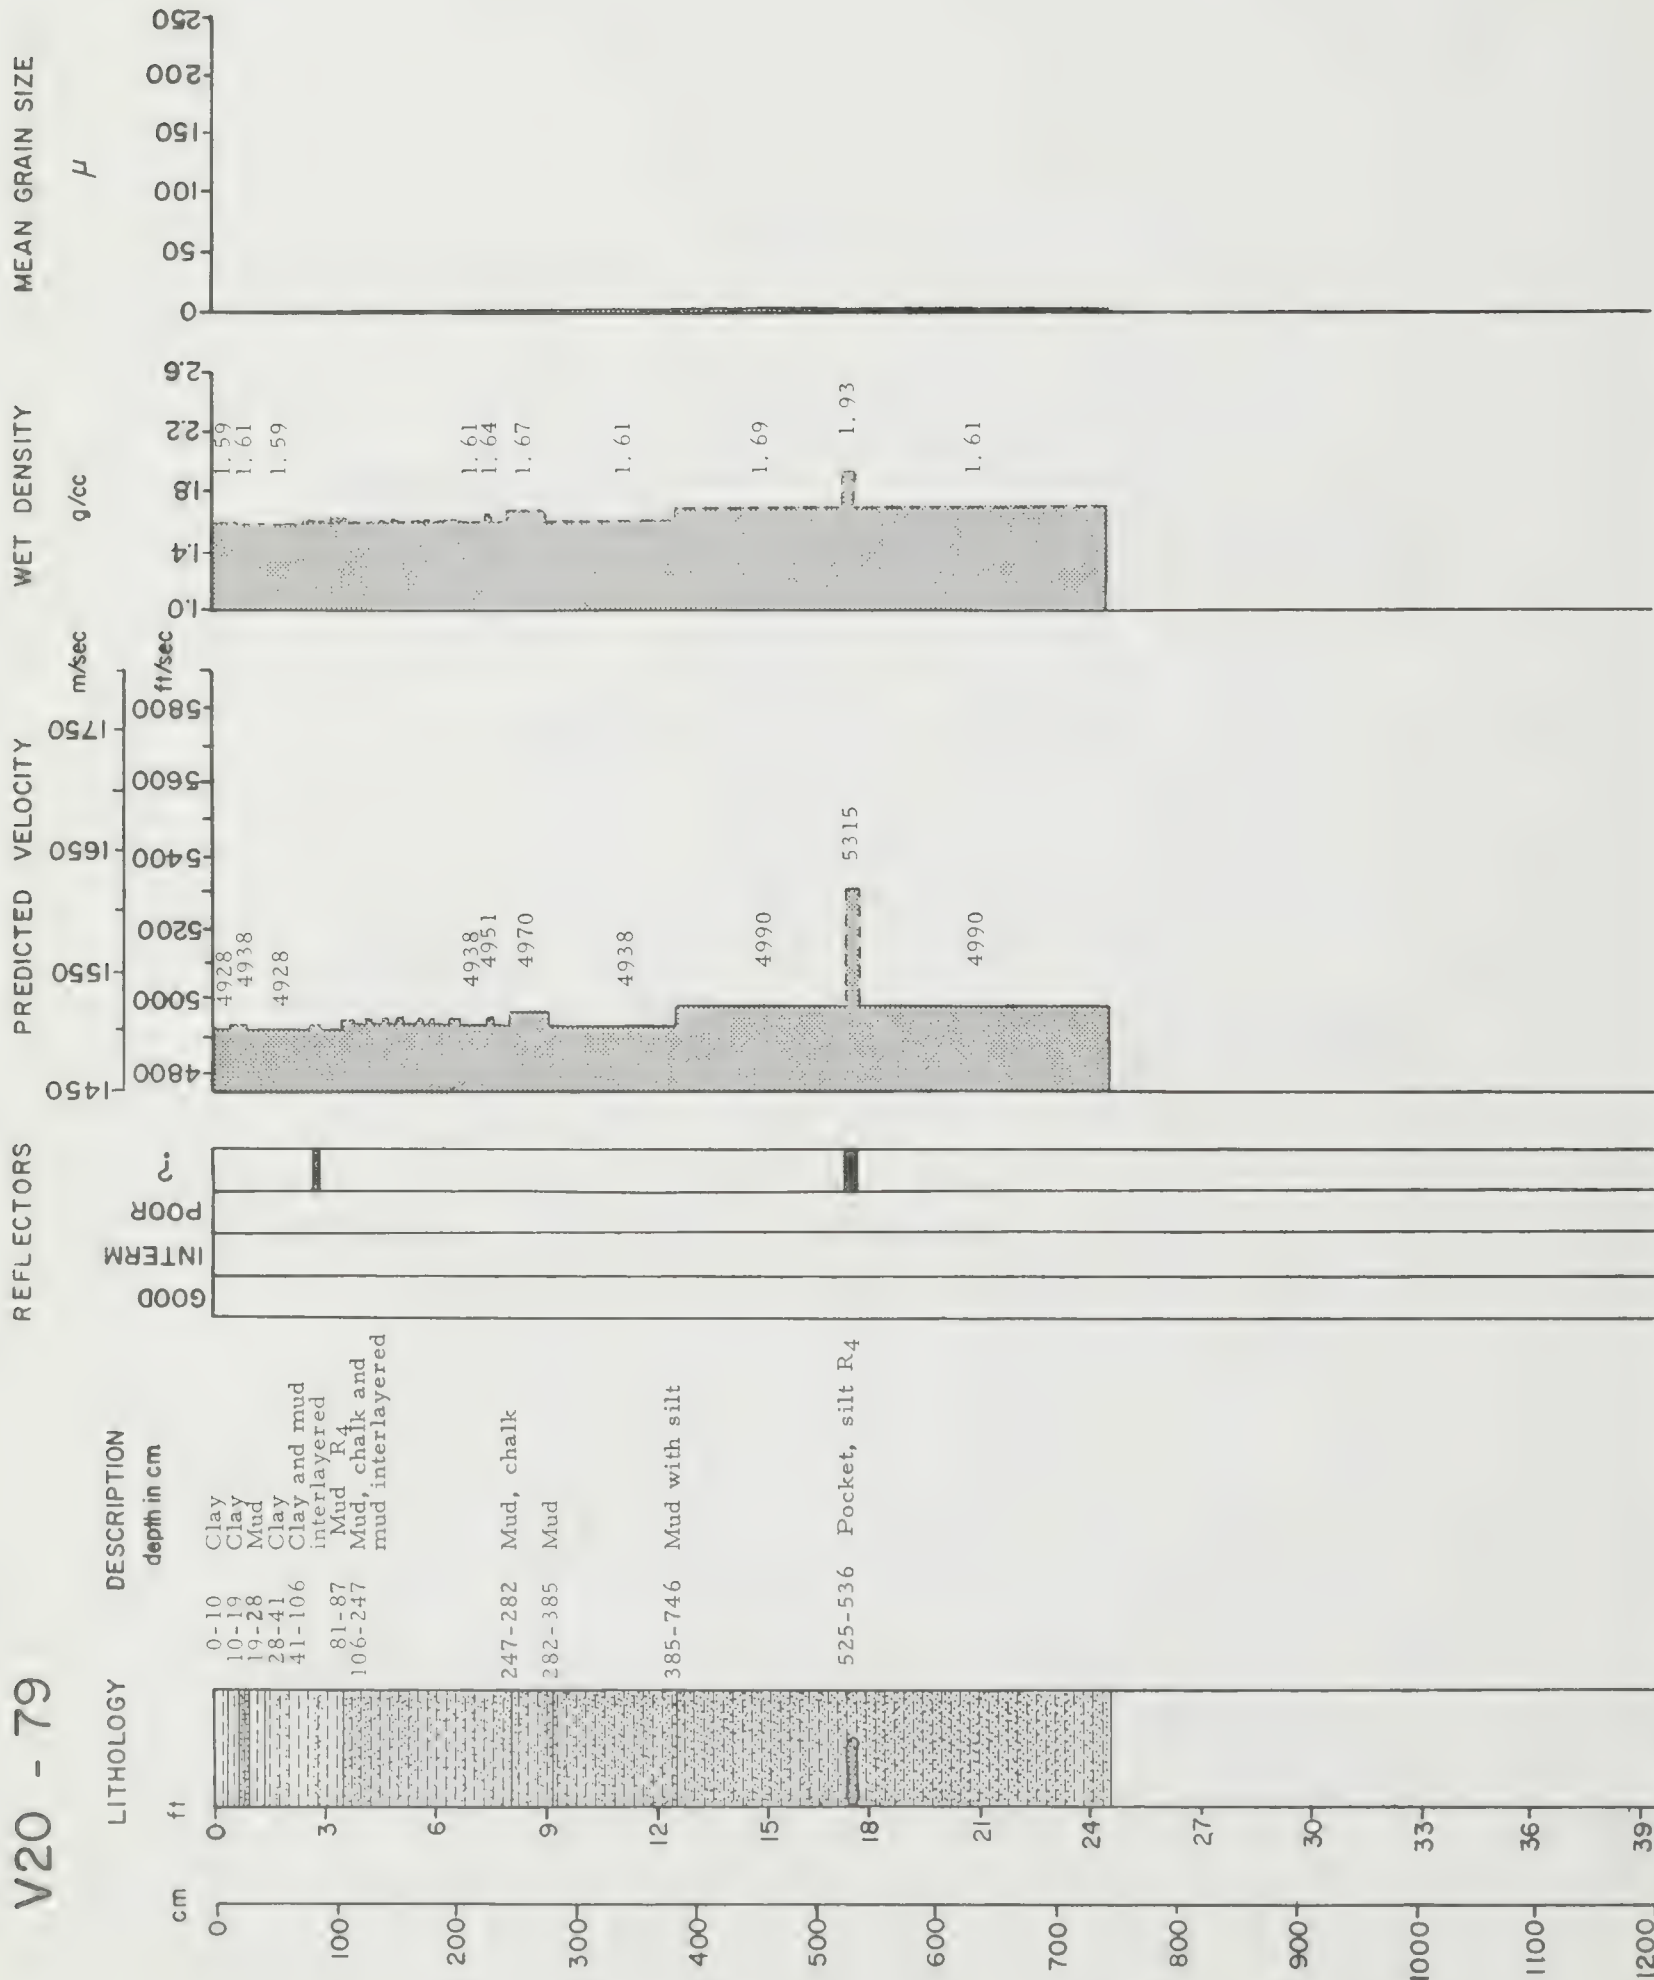 V20 - 79
LITHOLOGY
DESCRIPTION
depth in cm
REFLECTORS
PREDICTED VELOCITY
WET DENSITY
MEAN GRAIN SIZE
cm
ft
GOOD
INTERM
POOR
?
m/sec
ft/sec
g/cc
μ
1450
1550
1650
1750
4800
5000
5200
5400
5600
5800
1.0
1.4
1.8
2.2
2.6
0
50
100
150
200
250
0-10 Clay
10-19 Clay
19-28 Mud
28-41 Clay
41-106 Clay and mud
interlayered
81-87 Mud R4
106-247 Mud, chalk and
mud interlayered
247-282 Mud, chalk
282-385 Mud
385-746 Mud with silt
525-536 Pocket, silt R4
4928
4938
4928
4938
4951
4970
4938
4990
5315
4990
1.59
1.61
1.59
1.61
1.64
1.67
1.61
1.69
1.93
1.61
0
3
6
9
12
15
18
21
24
27
30
33
36
39
0
100
200
300
400
500
600
700
800
900
1000
1100
1200